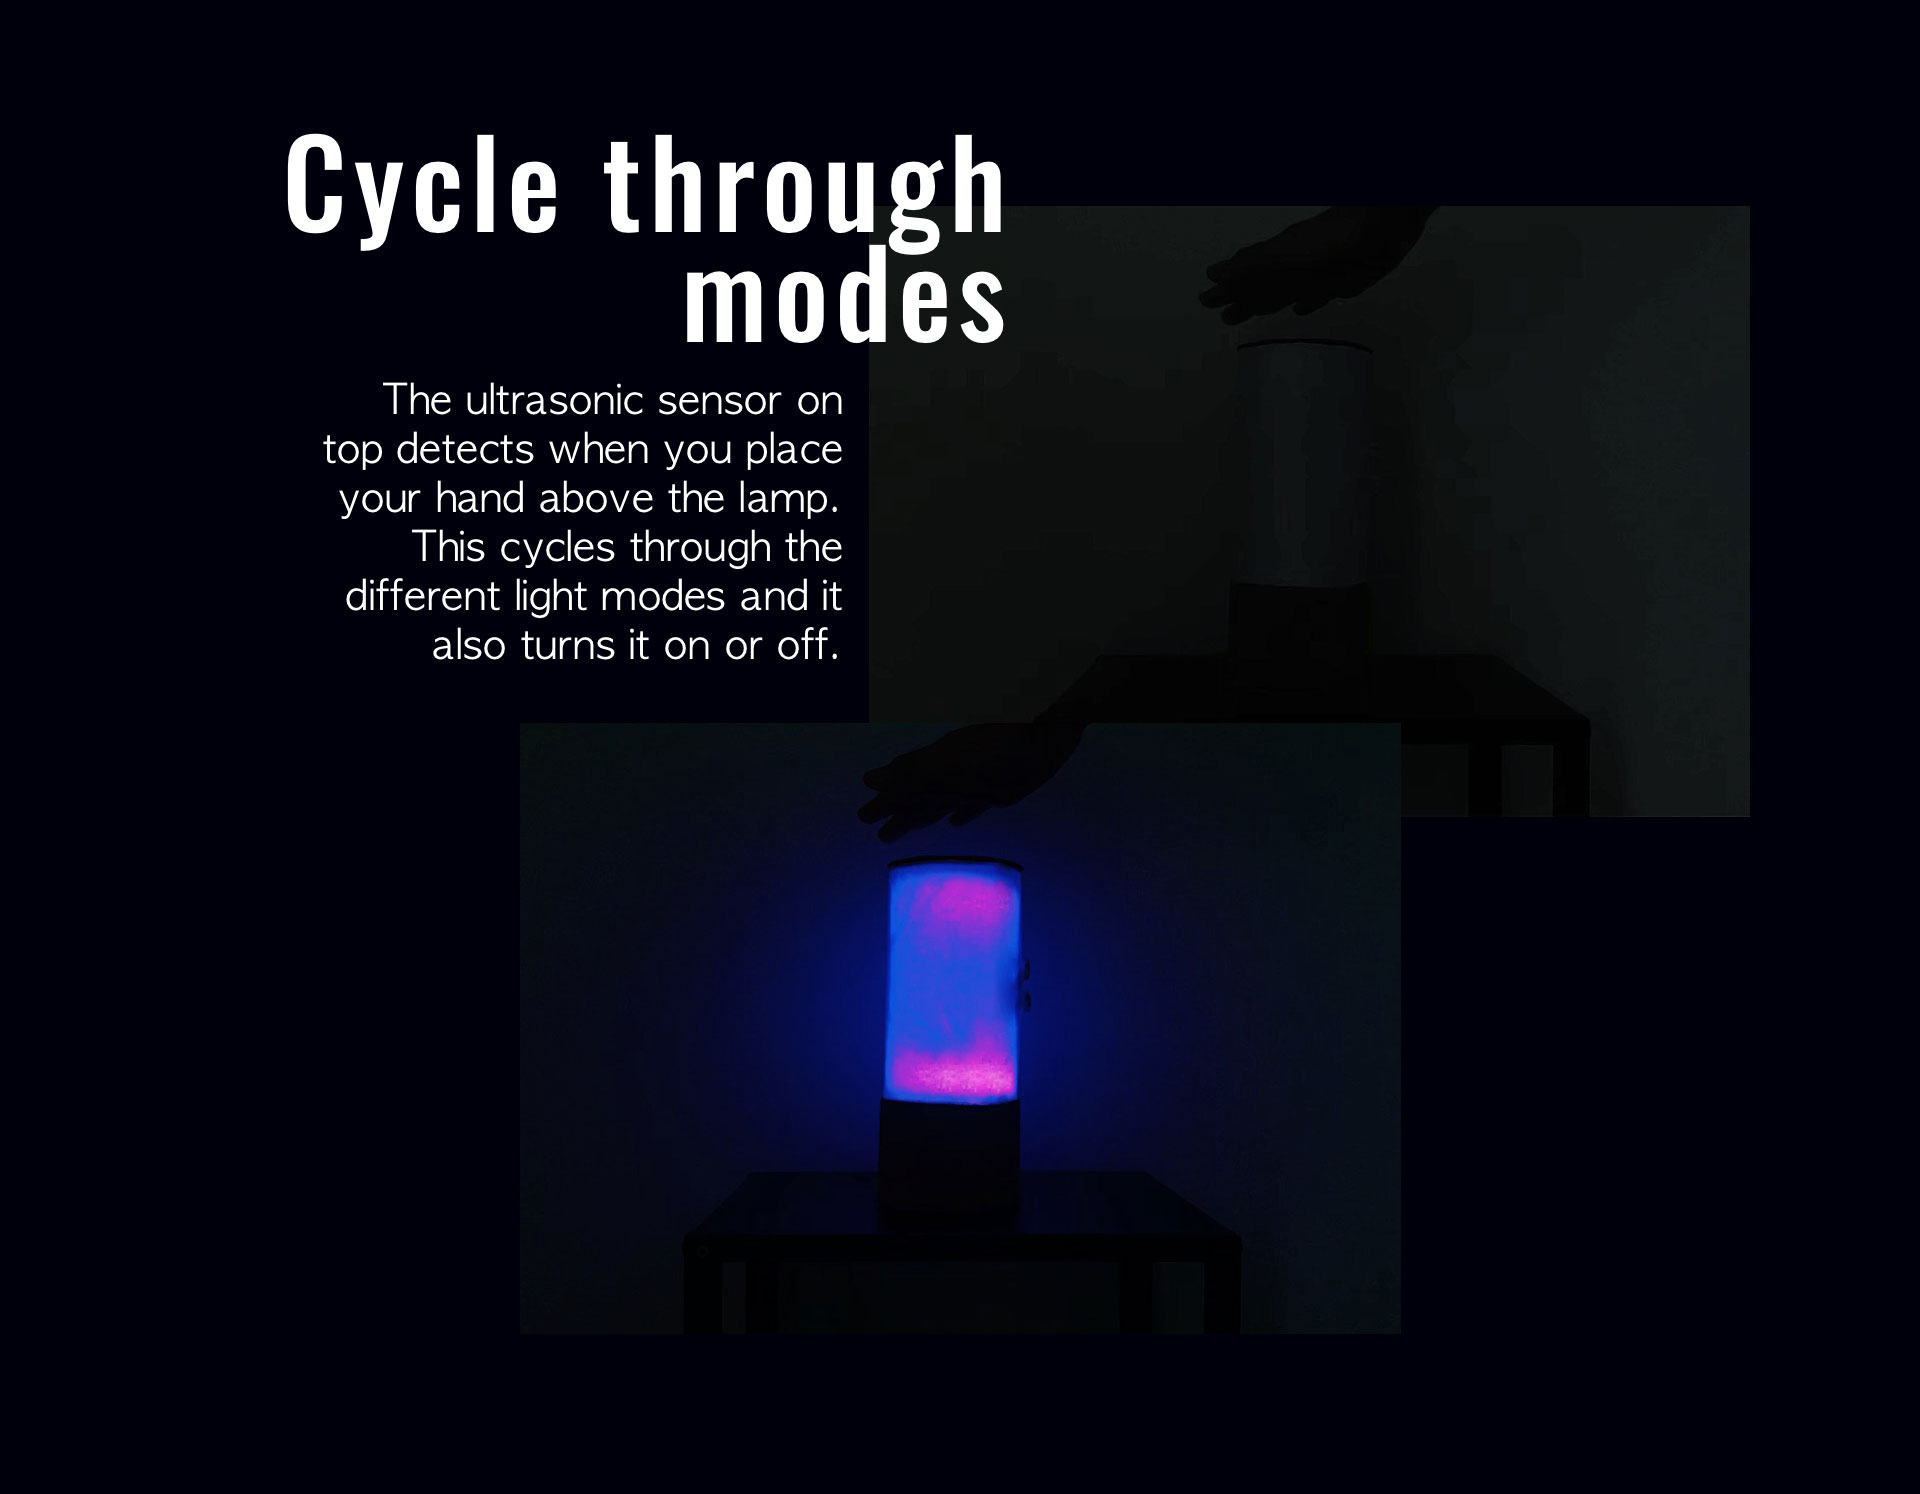 Cycle through
modes
The ultrasonic sensor on
top detects when you place
your hand above the lamp.
This cycles through the
different light modes and it
also turns it on or off.